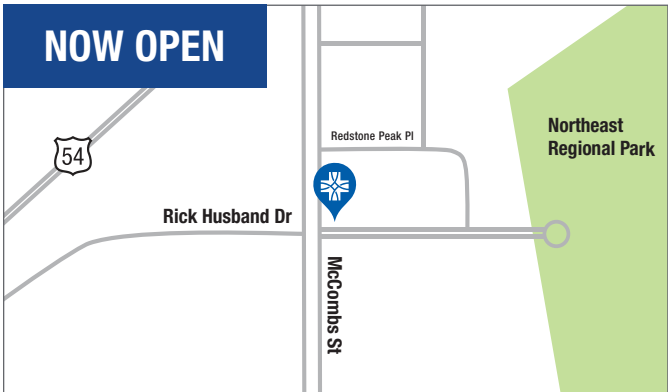 NOW OPEN
Redstone Peak Pl
Northeast
Regional Park
54
Rick Husband Dr
McCombs St